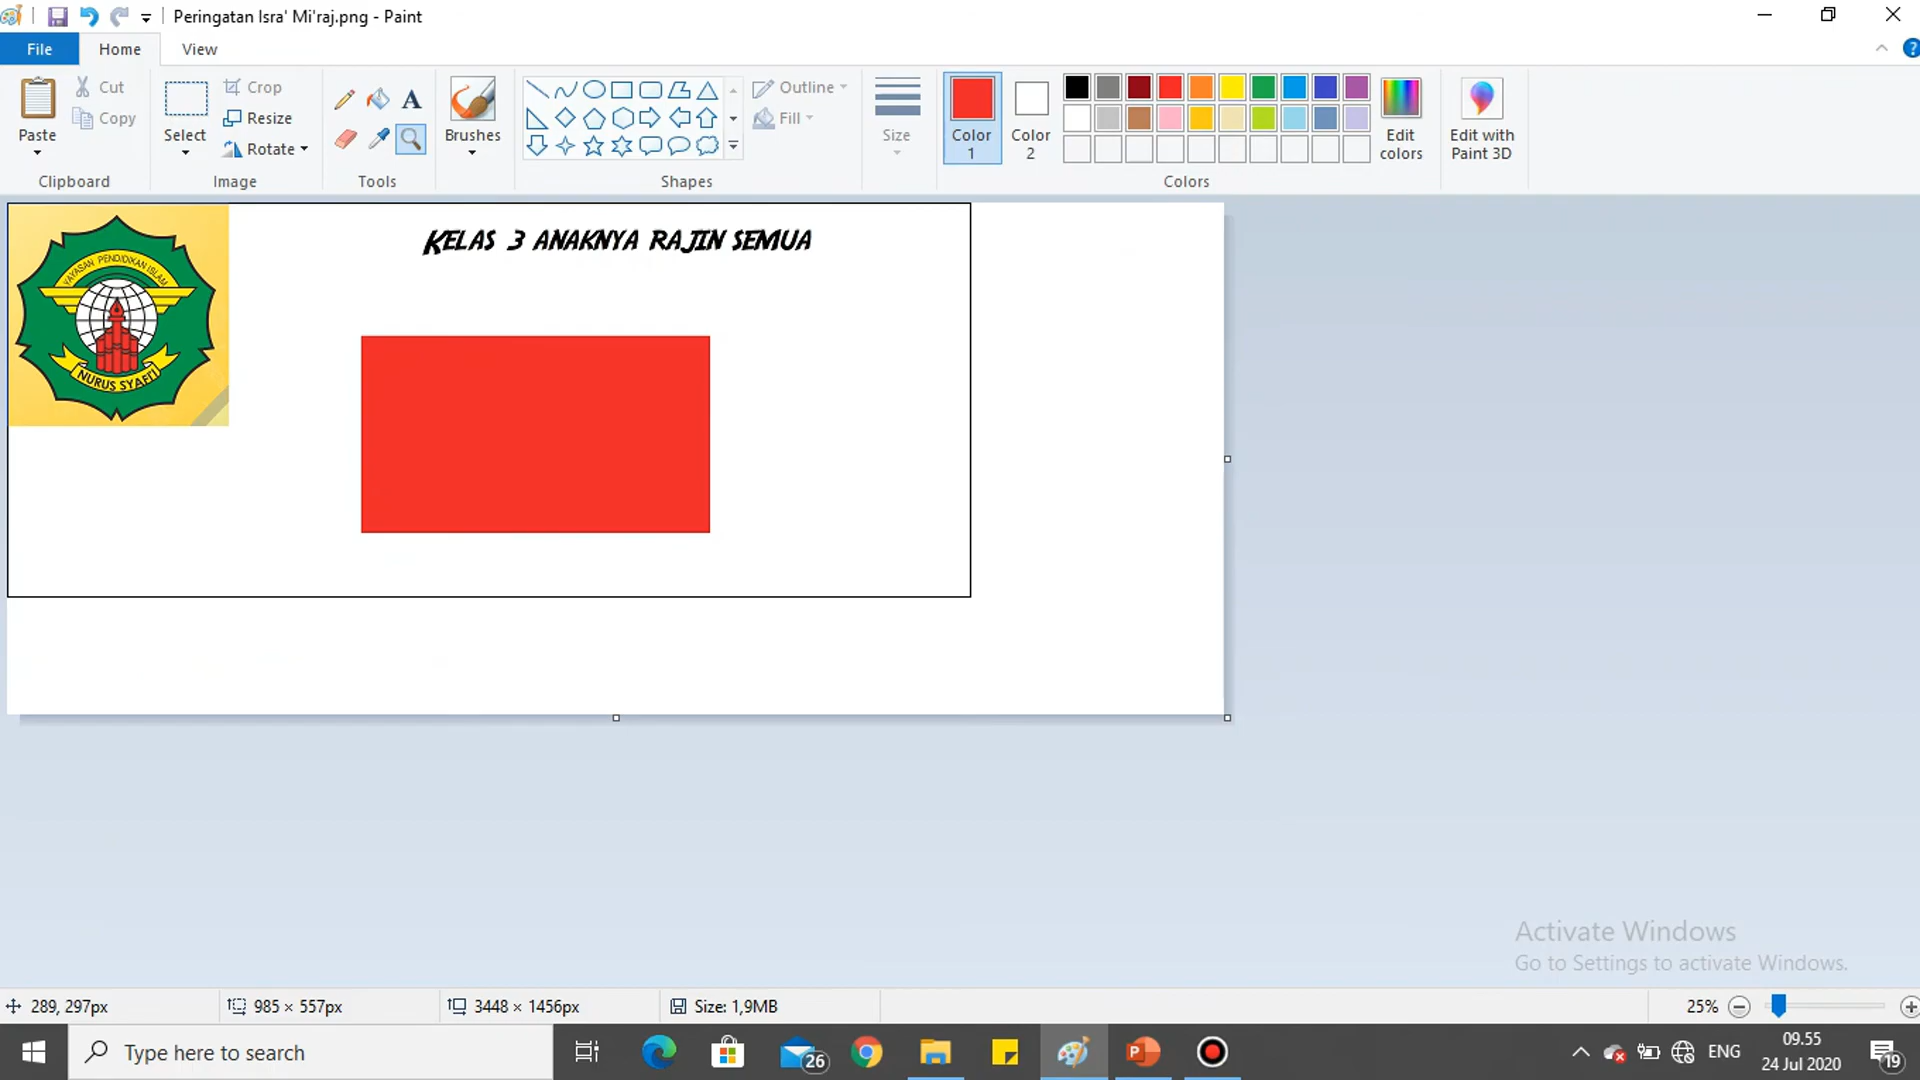 Peringatan Isra' Mi'raj.png - Paint
File
Home
View
Paste
Cut
Copy
Clipboard
Select
Crop
Resize
Rotate
Image
A
Tools
Brushes
Shapes
Outline
Fill
Size
Color 1
Color 2
Colors
Edit colors
Edit with Paint 3D
YAYASAN PENDIDIKAN ISLAM
NURUS SYAFI'I
KELAS 3 ANAKNYA RAJIN SEMUA
Activate Windows
Go to Settings to activate Windows.
289, 297px
985 × 557px
3448 × 1456px
Size: 1,9MB
25%
Type here to search
26
ENG
09.55
24 Jul 2020
19